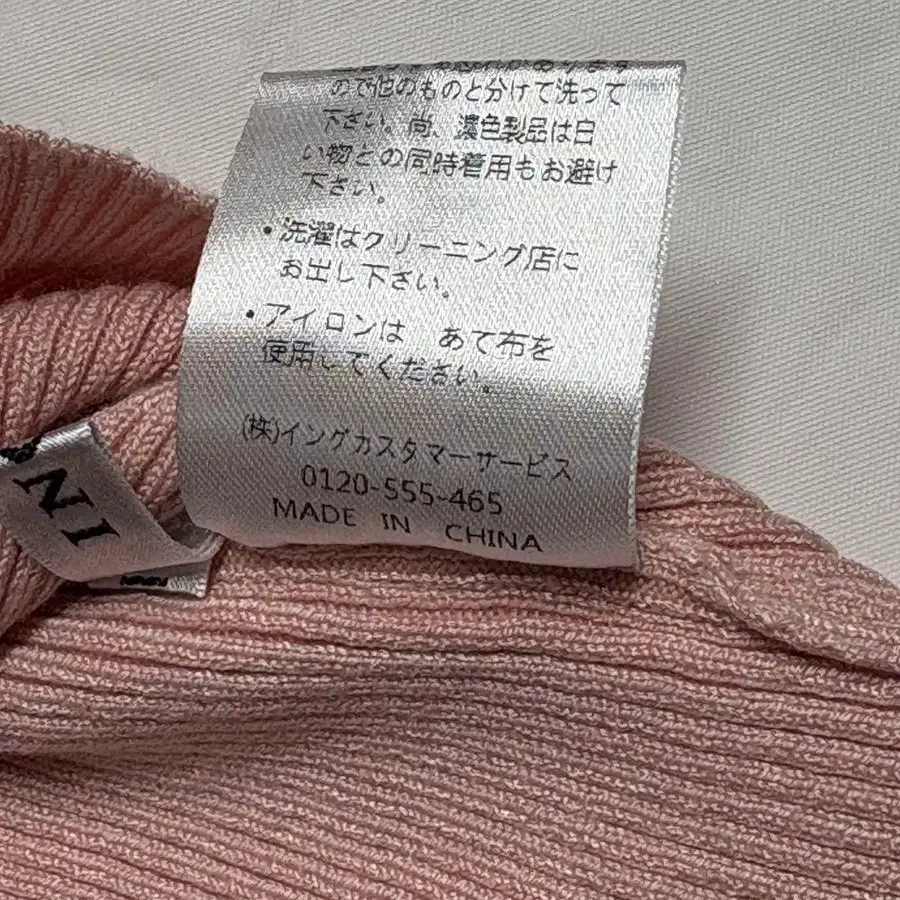 ので他のものと分けて洗って
下さい。尚、濃色製品は白
い物との同時着用もお避け
下さい。
・洗濯はクリーニング店に
お出し下さい。
・アイロンは あて布を
使用してください。
(株)イングカスタマーサービス
0120-555-465
MADE IN CHINA
INI